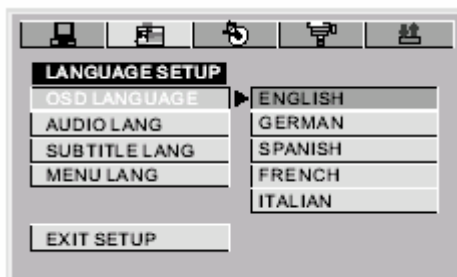 LANGUAGE SETUP
OSD LANGUAGE ENGLISH
AUDIO LANG GERMAN
SUBTITLE LANG SPANISH
MENU LANG FRENCH
ITALIAN
EXIT SETUP